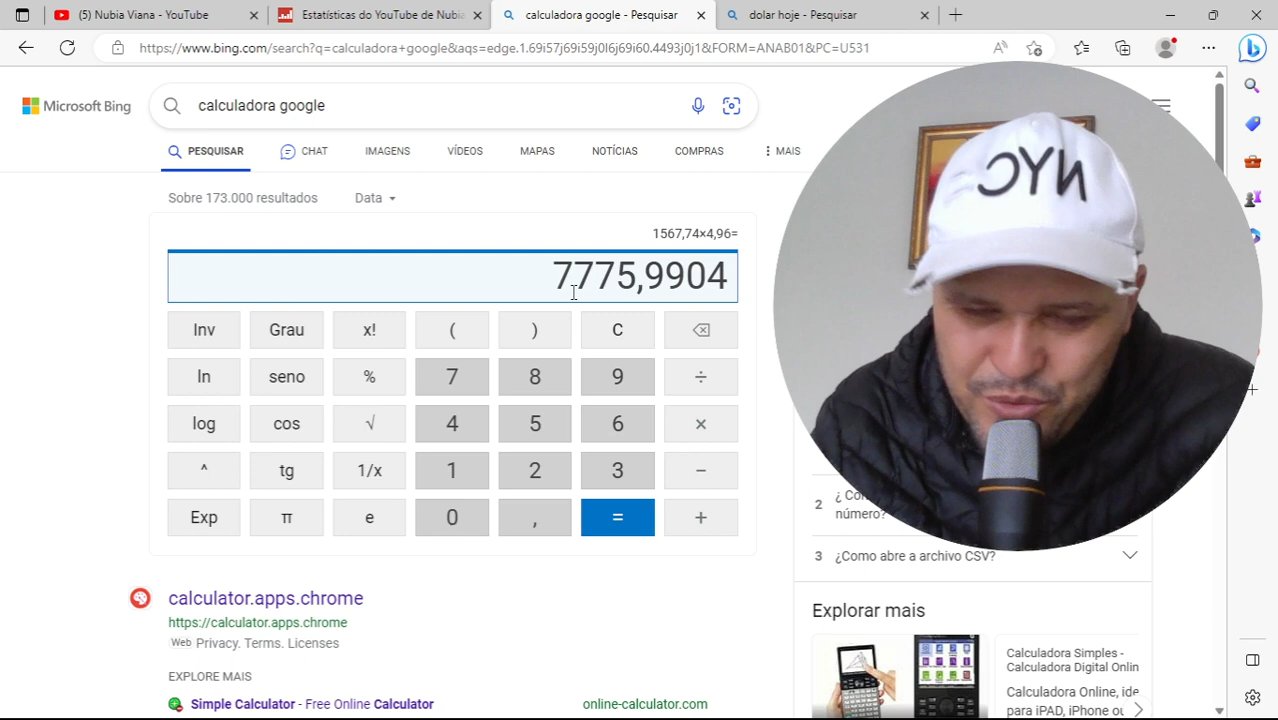 (5) Nubia Viana - YouTube
Estatísticas do YouTube de Nubia
calculadora google - Pesquisar
dolar hoje - Pesquisar
https://www.bing.com/search?q=calculadora+google&aqs=edge.1.69i57j69i59j0l6j69i60.4493j0j1&FORM=ANAB01&PC=U531
Microsoft Bing
calculadora google
PESQUISAR CHAT IMAGENS VÍDEOS MAPAS NOTÍCIAS COMPRAS MAIS
Sobre 173.000 resultados Data
1567,74×4,96=
7775,9904
Inv Grau x! ( ) C
ln seno % 7 8 9 ÷
log cos √ 4 5 6 ×
^ tg 1/x 1 2 3 −
Exp π e 0 , = +
NYC
2
número?
3 ¿Como abre a archivo CSV?
calculator.apps.chrome
https://calculator.apps.chrome
Web Privacy. Terms. Licenses
EXPLORE MAIS
Simple Calculator - Free Online Calculator
online-calculator.com
Explorar mais
Calculadora Simples -
Calculadora Digital Onlin
Calculadora Online, ide
para iPAD, iPhone ou